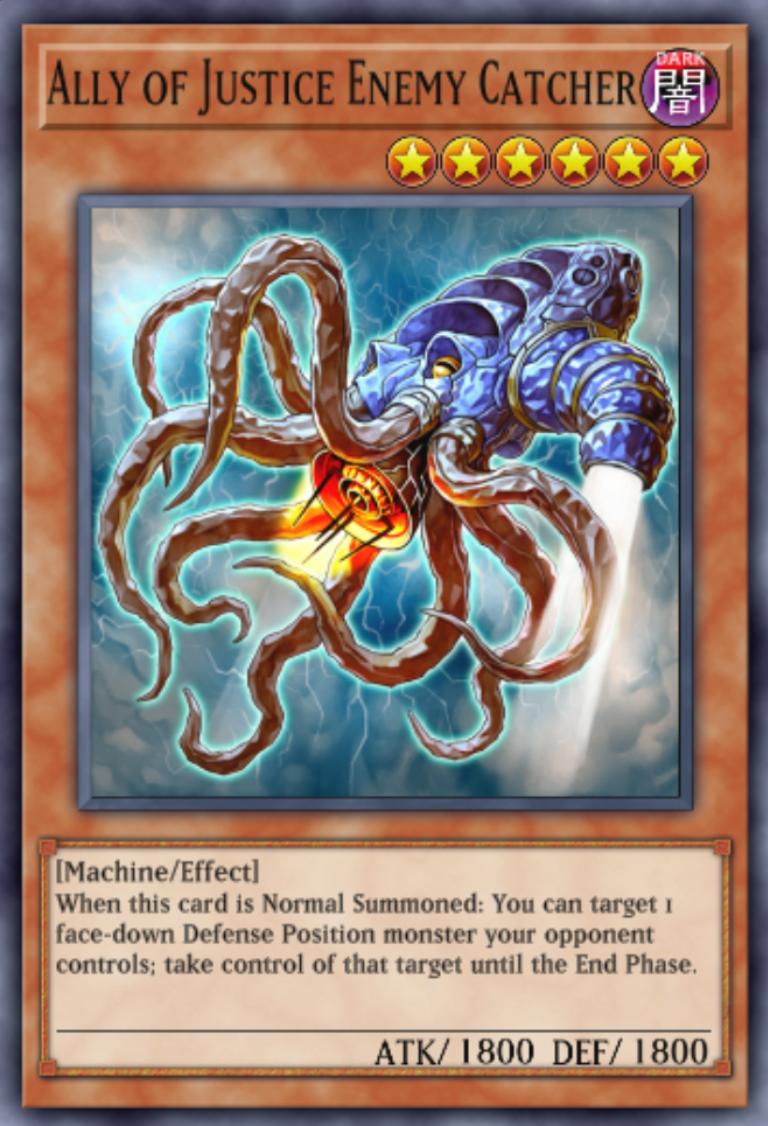 ALLY OF JUSTICE ENEMY CATCHER
DARK
闇
[Machine/Effect]
When this card is Normal Summoned: You can target 1
face-down Defense Position monster your opponent
controls; take control of that target until the End Phase.
ATK/ 1800 DEF/ 1800